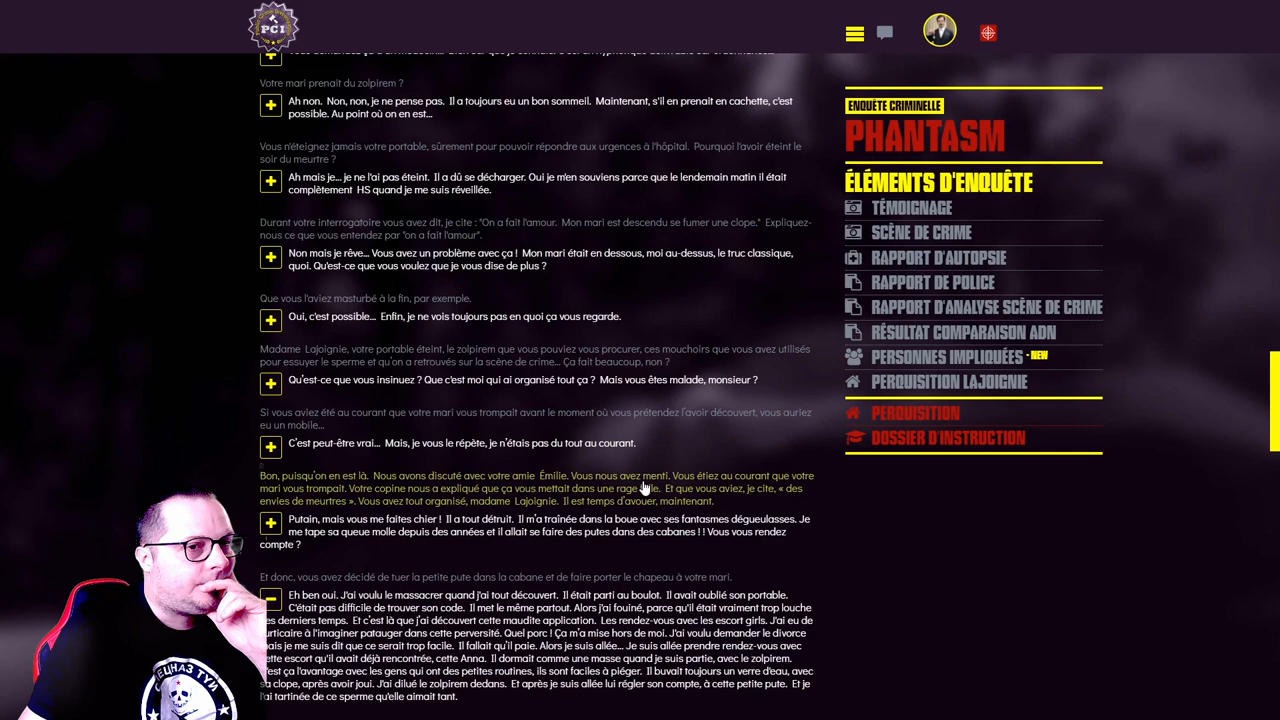 PCI
Votre mari prenait du zolpirem ?
Ah non. Non, non, je ne pense pas. Il a toujours eu un bon sommeil. Maintenant, s'il en prenait en cachette, c'est
possible. Au point où on en est...
Vous n'éteignez jamais votre portable, sûrement pour pouvoir répondre aux urgences à l'hôpital. Pourquoi l'avoir éteint le
soir du meurtre ?
Ah mais je... je ne l'ai pas éteint. Il a dû se décharger. Oui je m'en souviens parce que le lendemain matin il était
complètement HS quand je me suis réveillée.
Durant votre interrogatoire vous avez dit, je cite : "On a fait l'amour. Mon mari est descendu se fumer une clope." Expliquez-
nous ce que vous entendez par "on a fait l'amour".
Non mais je rêve... Vous avez un problème avec ça ! Mon mari était en dessous, moi au-dessus, le truc classique,
quoi. Qu'est-ce que vous voulez que je vous dise de plus ?
Que vous l'aviez masturbé à la fin, par exemple.
Oui, c'est possible... Enfin, je ne vois toujours pas en quoi ça vous regarde.
Madame Lajoignie, votre portable éteint, le zolpirem que vous pouviez vous procurer, ces mouchoirs que vous avez utilisés
pour essuyer le sperme et qu'on a retrouvés sur la scène de crime... Ça fait beaucoup, non ?
Qu'est-ce que vous insinuez ? Que c'est moi qui ai organisé tout ça ? Mais vous êtes malade, monsieur ?
Si vous aviez été au courant que votre mari vous trompait avant le moment où vous prétendez l'avoir découvert, vous auriez
eu un mobile...
C'est peut-être vrai... Mais, je vous le répète, je n'étais pas du tout au courant.
Bon, puisqu'on en est là. Nous avons discuté avec votre amie Émilie. Vous nous avez menti. Vous étiez au courant que votre
mari vous trompait. Votre copine nous a expliqué que ça vous mettait dans une rage Et que vous aviez, je cite, « des
envies de meurtres ». Vous avez tout organisé, madame Lajoignie. Il est temps d'avouer, maintenant.
Putain, mais vous me faites chier ! Il a tout détruit. Il m'a traînée dans la boue avec ses fantasmes dégueulasses. Je
me tape sa queue molle depuis des années et il allait se faire des putes dans des cabanes ! ! Vous vous rendez
compte ?
Et donc, vous avez décidé de tuer la petite pute dans la cabane et de faire porter le chapeau à votre mari.
Eh ben oui. J'ai voulu le massacrer quand j'ai tout découvert. Il était parti au boulot. Il avait oublié son portable.
C'était pas difficile de trouver son code. Il met le même partout. Alors j'ai fouiné, parce qu'il était vraiment trop louche
es derniers temps. Et c'est là que j'ai découvert cette maudite application. Les rendez-vous avec les escort girls. J'ai eu de
urticaire à l'imaginer patauger dans cette perversité. Quel porc ! Ça m'a mise hors de moi. J'ai voulu demander le divorce
ais je me suis dit que ce serait trop facile. Il fallait qu'il paie. Alors je suis allée... Je suis allée prendre rendez-vous avec
ette escort qu'il avait déjà rencontrée, cette Anna. Il dormait comme une masse quand je suis partie, avec le zolpirem.
'est ça l'avantage avec les gens qui ont des petites routines, ils sont faciles à piéger. Il buvait toujours un verre d'eau, avec
sa clope, après avoir joui. J'ai dilué le zolpirem dedans. Et après je suis allée lui régler son compte, à cette petite pute. Et je
l'ai tartinée de ce sperme qu'elle aimait tant.
ENQUÊTE CRIMINELLE
PHANTASM
ÉLÉMENTS D'ENQUÊTE
TÉMOIGNAGE
SCÈNE DE CRIME
RAPPORT D'AUTOPSIE
RAPPORT DE POLICE
RAPPORT D'ANALYSE SCÈNE DE CRIME
RÉSULTAT COMPARAISON ADN
PERSONNES IMPLIQUÉES - NEW
PERQUISITION LAJOIGNIE
PERQUISITION
DOSSIER D'INSTRUCTION